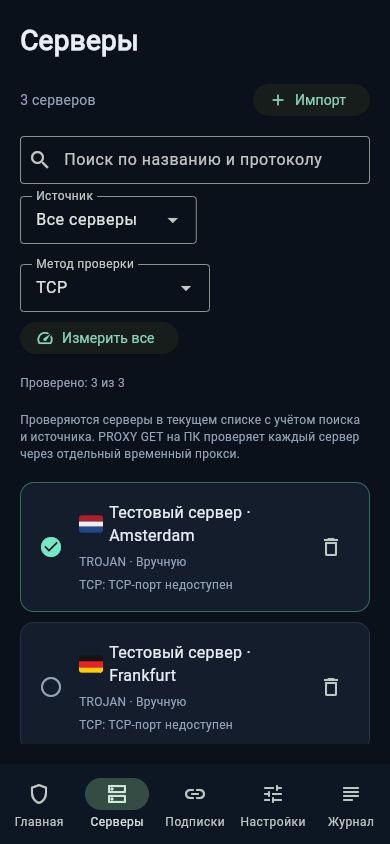 Серверы
3 серверов
Импорт
Поиск по названию и протоколу
Источник
Все серверы
Метод проверки
TCP
Измерить все
Проверено: 3 из 3
Проверяются серверы в текущем списке с учётом поиска
и источника. PROXY GET на ПК проверяет каждый сервер
через отдельный временный прокси.
Тестовый сервер ·
Amsterdam
TROJAN · Вручную
TCP: TCP-порт недоступен
Тестовый сервер ·
Frankfurt
TROJAN · Вручную
TCP: TCP-порт недоступен
Главная
Серверы
Подписки
Настройки
Журнал